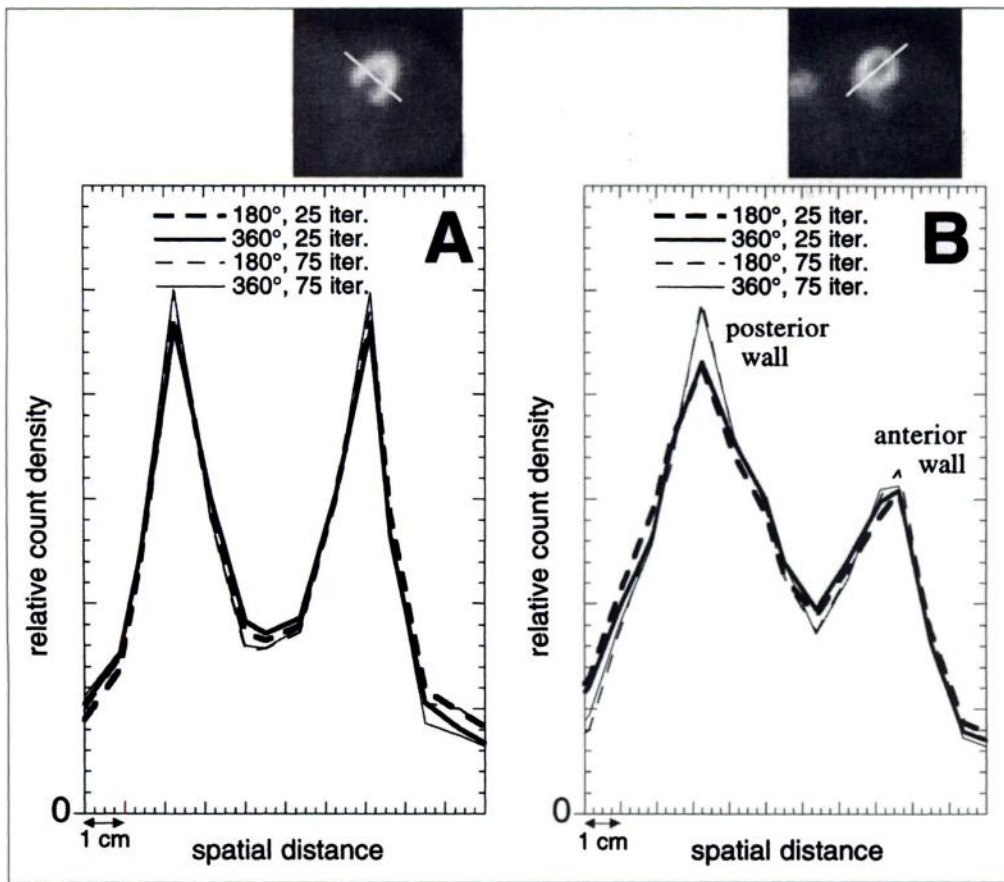 180°, 25 iter.
360°, 25 iter.
180°, 75 iter.
360°, 75 iter.
A
relative count density
0
1 cm
spatial distance
180°, 25 iter.
360°, 25 iter.
180°, 75 iter.
360°, 75 iter.
B
posterior
wall
anterior
wall
relative count density
0
1 cm
spatial distance